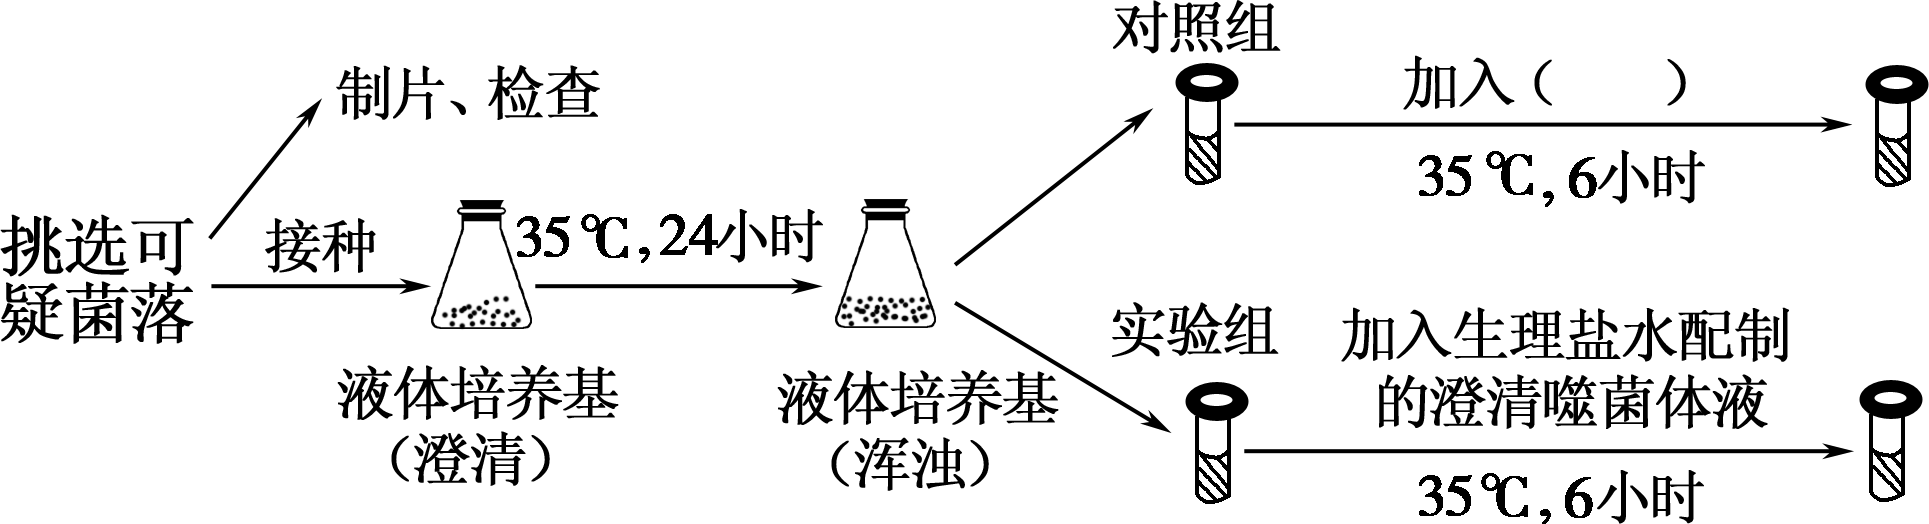 制片、检查
挑选可
疑菌落
接种
液体培养基
（澄清）
35℃,24小时
液体培养基
（浑浊）
对照组
加入（　　）
35℃,6小时
实验组
加入生理盐水配制
的澄清噬菌体液
35℃,6小时